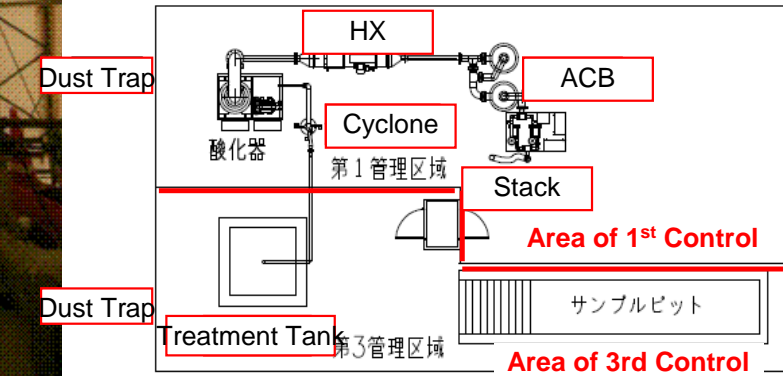 HX
Dust Trap
ACB
Cyclone
酸化器
第1管理区域
Stack
Area of 1st Control
サンプルピット
Dust Trap
Treatment Tank
第3管理区域
Area of 3rd Control